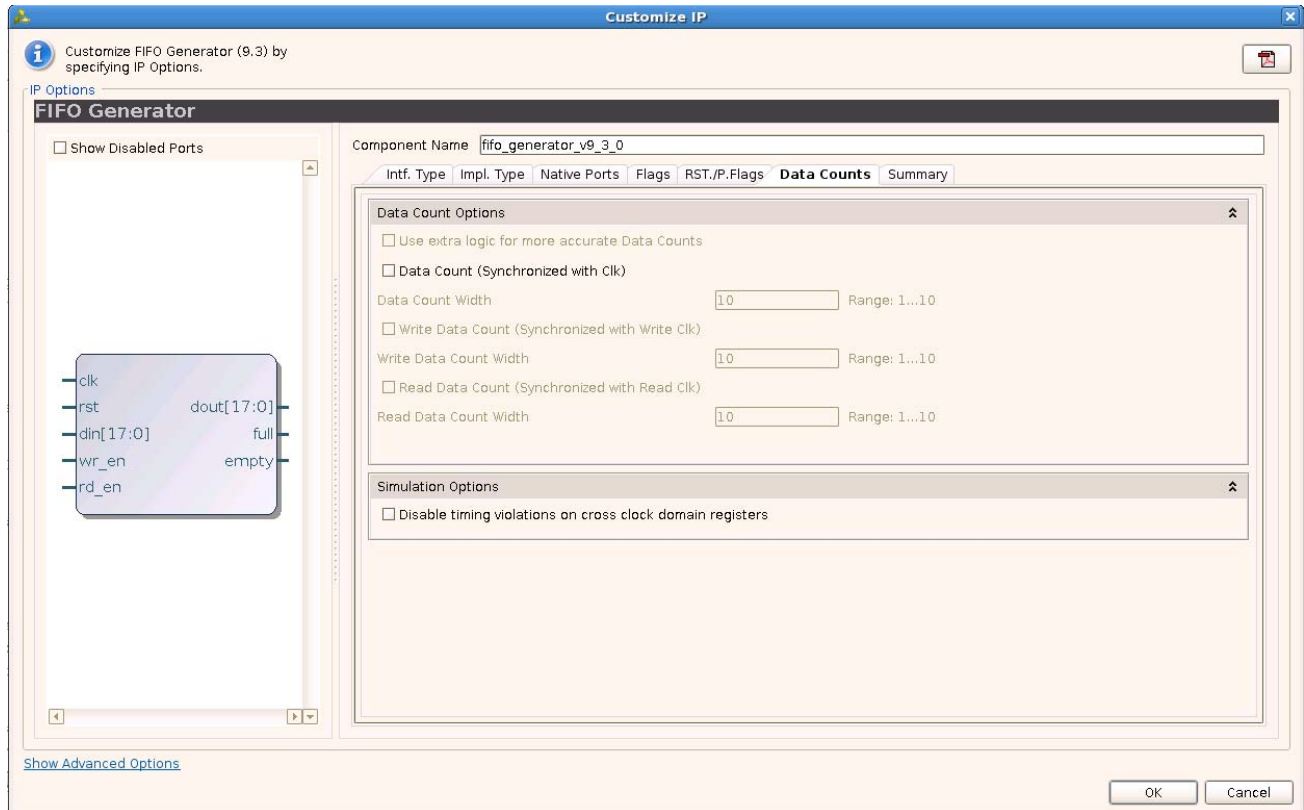 Customize IP
Customize FIFO Generator (9.3) by
specifying IP Options.
IP Options
FIFO Generator
Show Disabled Ports
clk
rst
din[17:0]
wr_en
rd_en
dout[17:0]
full
empty
Component Name fifo_generator_v9_3_0
Intf. Type Impl. Type Native Ports Flags RST./P.Flags Data Counts Summary
Data Count Options
Use extra logic for more accurate Data Counts
Data Count (Synchronized with Clk)
Data Count Width 10 Range: 1...10
Write Data Count (Synchronized with Write Clk)
Write Data Count Width 10 Range: 1...10
Read Data Count (Synchronized with Read Clk)
Read Data Count Width 10 Range: 1...10
Simulation Options
Disable timing violations on cross clock domain registers
Show Advanced Options
OK Cancel